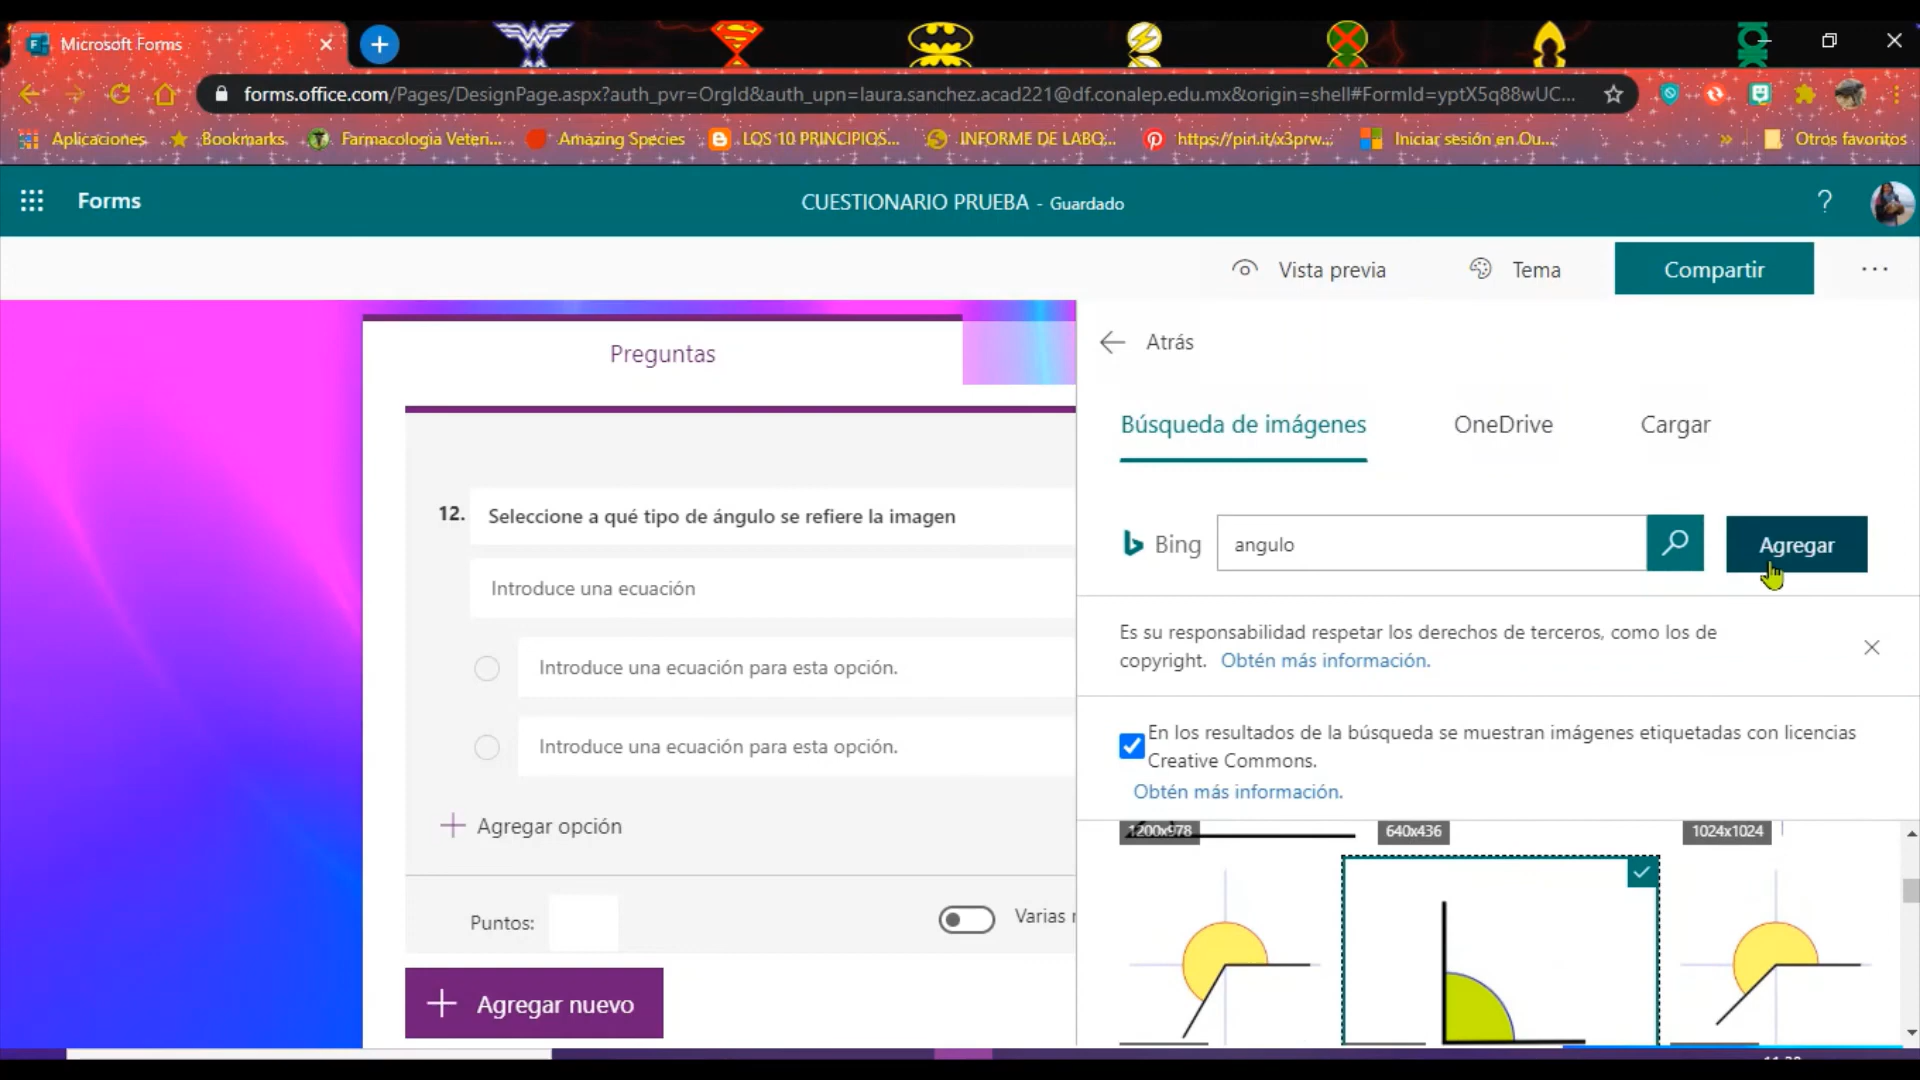 Microsoft Forms
forms.office.com/Pages/DesignPage.aspx?auth_pvr=OrgId&auth_upn=laura.sanchez.acad221@df.conalep.edu.mx&origin=shell#FormId=yptX5q88wUC...
Aplicaciones
Bookmarks
Farmacologia Veteri...
Amazing Species
LOS 10 PRINCIPIOS...
INFORME DE LABO...
https://pin.it/x3prw...
Iniciar sesión en Ou...
»
Otros favoritos
Forms
CUESTIONARIO PRUEBA - Guardado
?
Vista previa
Tema
Compartir
...
Preguntas
Atrás
Búsqueda de imágenes
OneDrive
Cargar
12. Seleccione a qué tipo de ángulo se refiere la imagen
Bing
angulo
Agregar
Introduce una ecuación
Es su responsabilidad respetar los derechos de terceros, como los de
copyright. Obtén más información.
Introduce una ecuación para esta opción.
Introduce una ecuación para esta opción.
En los resultados de la búsqueda se muestran imágenes etiquetadas con licencias
Creative Commons.
Obtén más información.
Agregar opción
1200x978
640x436
1024x1024
Puntos:
Varias
Agregar nuevo